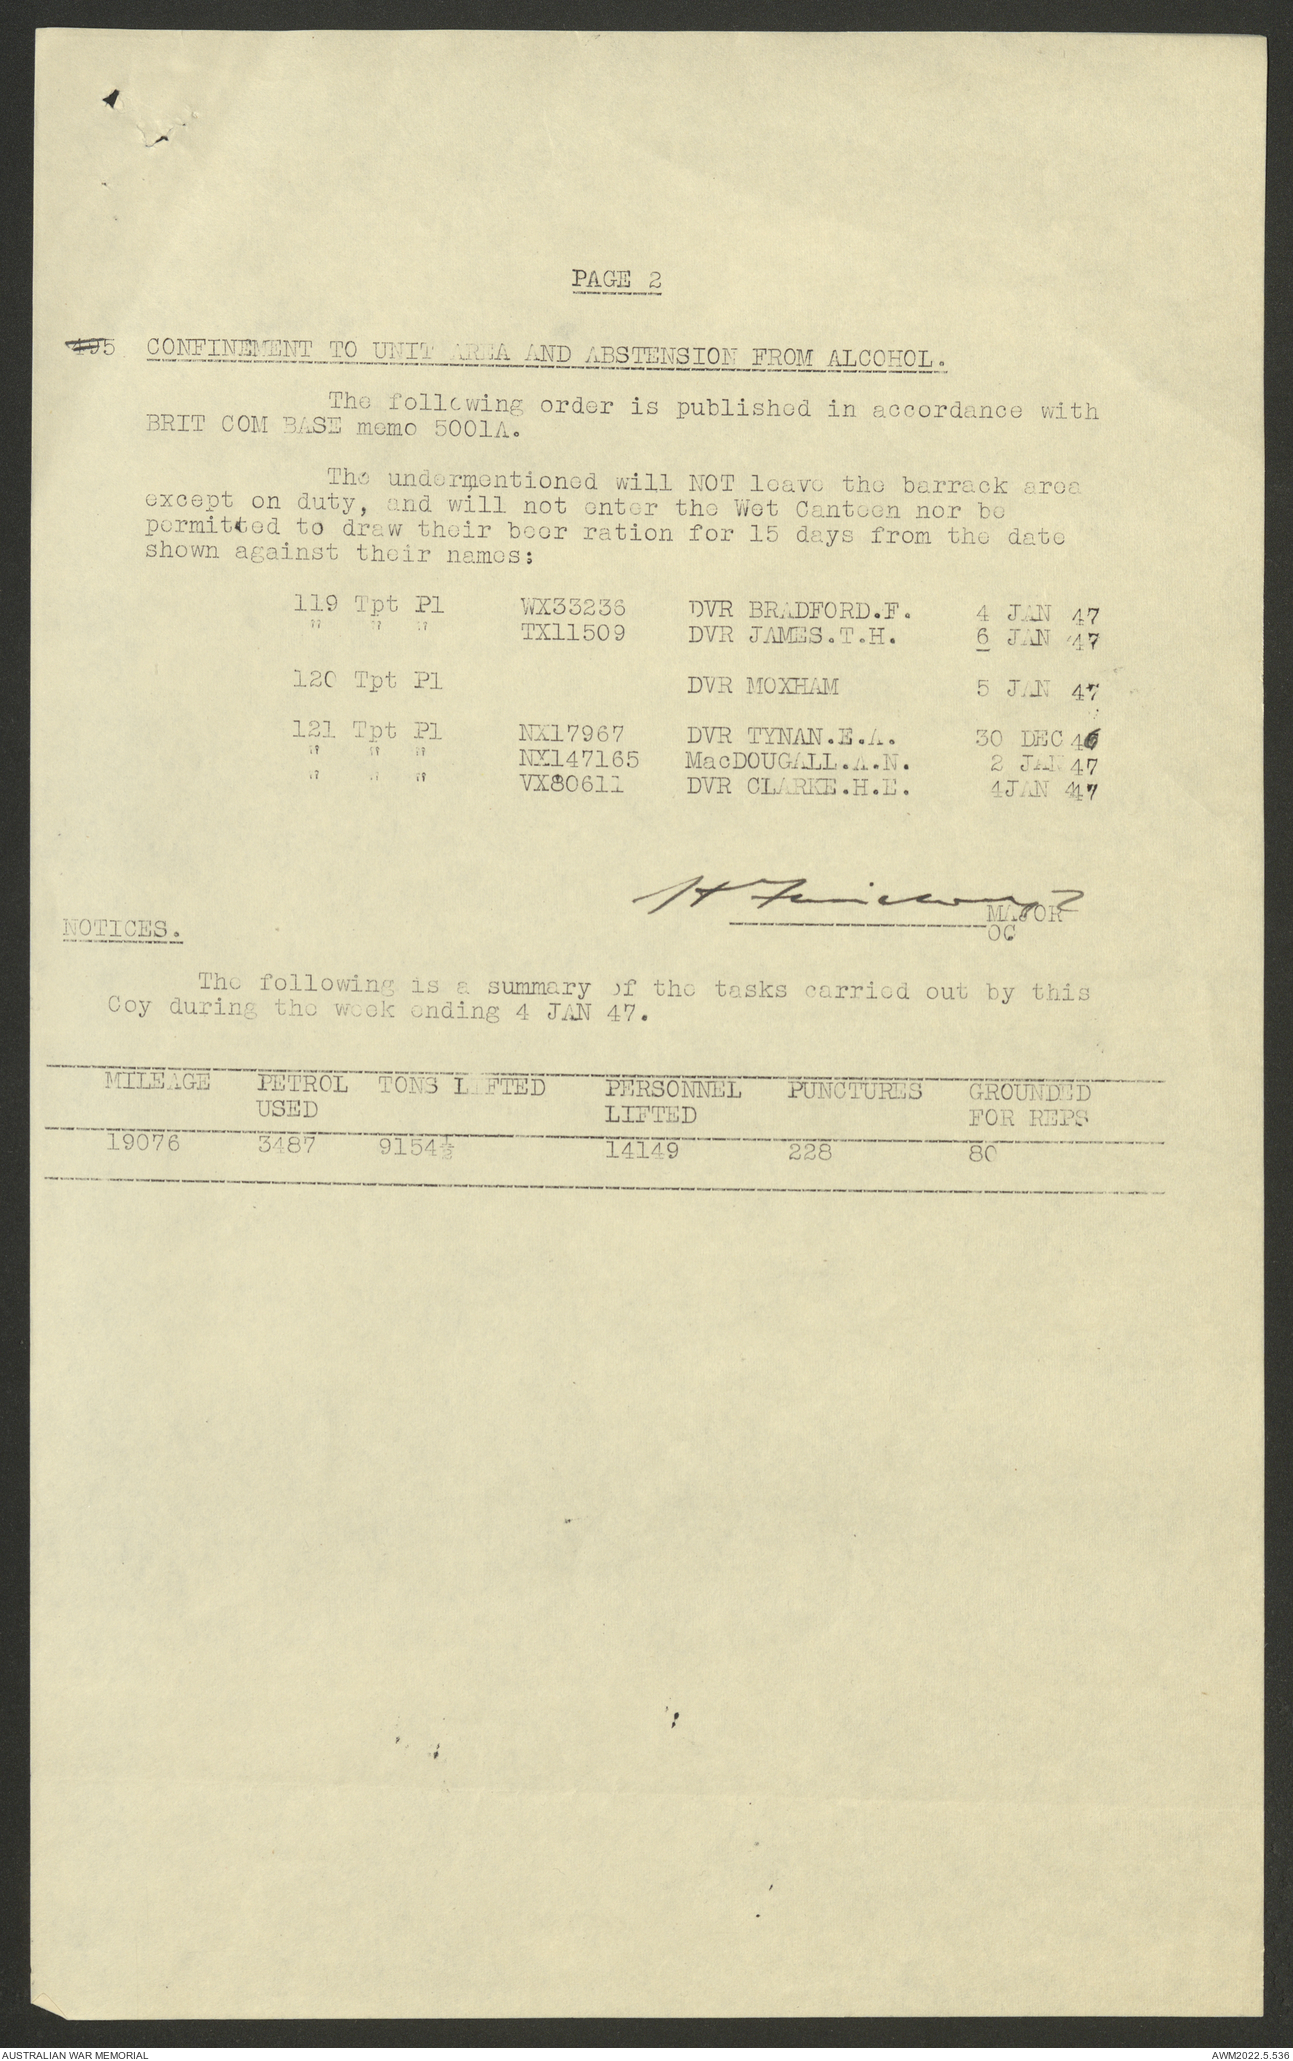 PAGE 2
495 CONFINEMENT TO UNIT AREA AND ABSTENSION FROM ALCOHOL.
The following order is published in accordance with
BRIT COM BASE memo 5001A.
The undermentioned will NOT leave the barrack area
except on duty, and will not enter the Wet Canteen nor be
permitted to draw their beer ration for 15 days from the date
shown against their names;
119 Tpt Pl WX33236 DVR BRADFORD.F. 4 JAN 47
" " " TX11509 DVR JAMES.T.H. 6 JAN 47
120 Tpt Pl DVR MOXHAM 5 JAN 47
121 Tpt Pl NX17967 DVR TYNAN.E.A. 30 DEC 46
" " " NX147165 MacDOUGALL.A.N. 2 JAN 47
" " " VX80611 DVR CLARKE.H.E. 4JAN 47
MAJOR
OC
NOTICES.
The following is a summary of the tasks carried out by this
Coy during the week ending 4 JAN 47.
MILEAGE PETROL TONS LIFTED PERSONNEL PUNCTURES GROUNDED
USED LIFTED FOR REPS
19076 3487 9154½ 14149 228 80
AUSTRALIAN WAR MEMORIAL AWM2022.5.536